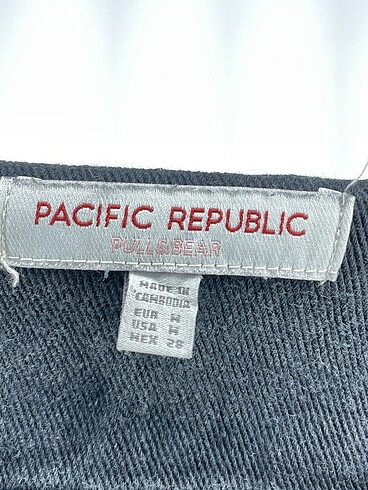 PACIFIC REPUBLIC
PULL&BEAR
MADE IN
CAMBODIA
EUR M
USA M
MEX 28